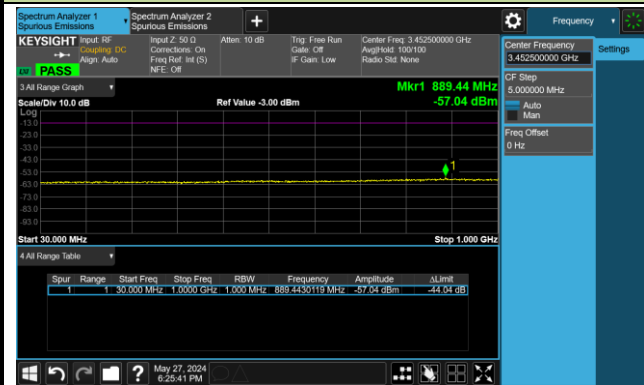 Spectrum Analyzer 1
Spurious Emissions
Spectrum Analyzer 2
Spurious Emissions
+
Frequency
KEYSIGHT
Input: RF
Coupling: DC
Align: Auto
Input Z: 50 Ω
Corrections: On
Freq Ref: Int (S)
NFE: Off
Atten: 10 dB
Trig: Free Run
Gate: Off
IF Gain: Low
Center Freq: 3.452500000 GHz
Avg|Hold: 100/100
Radio Std: None
PASS
Center Frequency
3.452500000 GHz
Settings
CF Step
5.000000 MHz
Auto
Man
Freq Offset
0 Hz
3 All Range Graph
Mkr1 889.44 MHz
Scale/Div 10.0 dB
Ref Value -3.00 dBm
-57.04 dBm
Log
-13.0
-23.0
-33.0
-43.0
-53.0
-63.0
-73.0
-83.0
-93.0
1
Start 30.000 MHz
Stop 1.000 GHz
4 All Range Table
Spur Range Start Freq Stop Freq RBW Frequency Amplitude ΔLimit
1 1 30.000 MHz 1.0000 GHz 1.000 MHz 889.4430119 MHz -57.04 dBm -44.04 dB
?
May 27, 2024
6:25:41 PM